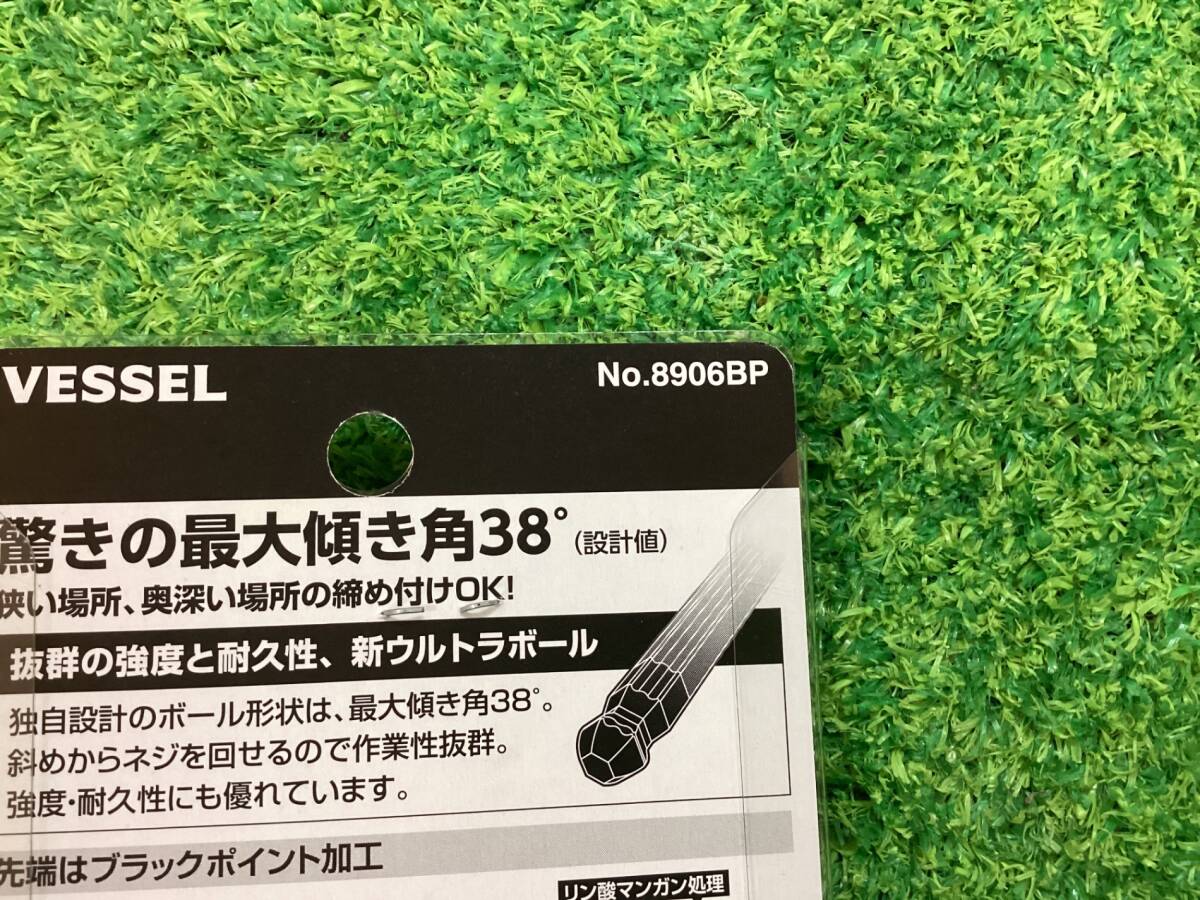 VESSEL
No.8906BP
驚きの最大傾き角38°(設計値)
狭い場所、奥深い場所の締め付けOK!
抜群の強度と耐久性、新ウルトラボール
独自設計のボール形状は、最大傾き角38°。
斜めからネジを回せるので作業性抜群。
強度・耐久性にも優れています。
先端はブラックポイント加工
リン酸マンガン処理